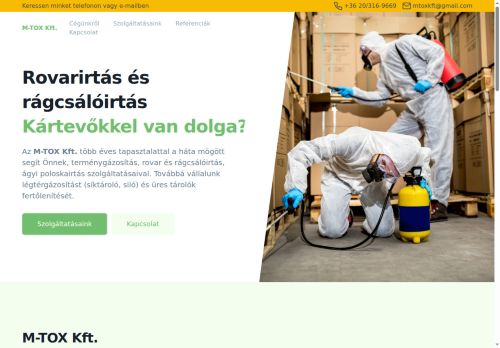 Keressen minket telefonon vagy e-mailben
+36 20/316-9669 mtoxkft@gmail.com
M-TOX Kft. Cégünkről Szolgáltatásaink Referenciák
Kapcsolat
Rovarirtás és
rágcsálóirtás
Kártevőkkel van dolga?
Az M-TOX Kft. több éves tapasztalattal a háta mögött
segít Önnek, terménygázosítás, rovar és rágcsálóirtás,
ágyi poloskairtás szolgáltatásaival. Továbbá vállalunk
légtérgázosítást (síktároló, siló) és üres tárolók
fertőtlenítését.
Szolgáltatásaink Kapcsolat
M-TOX Kft.